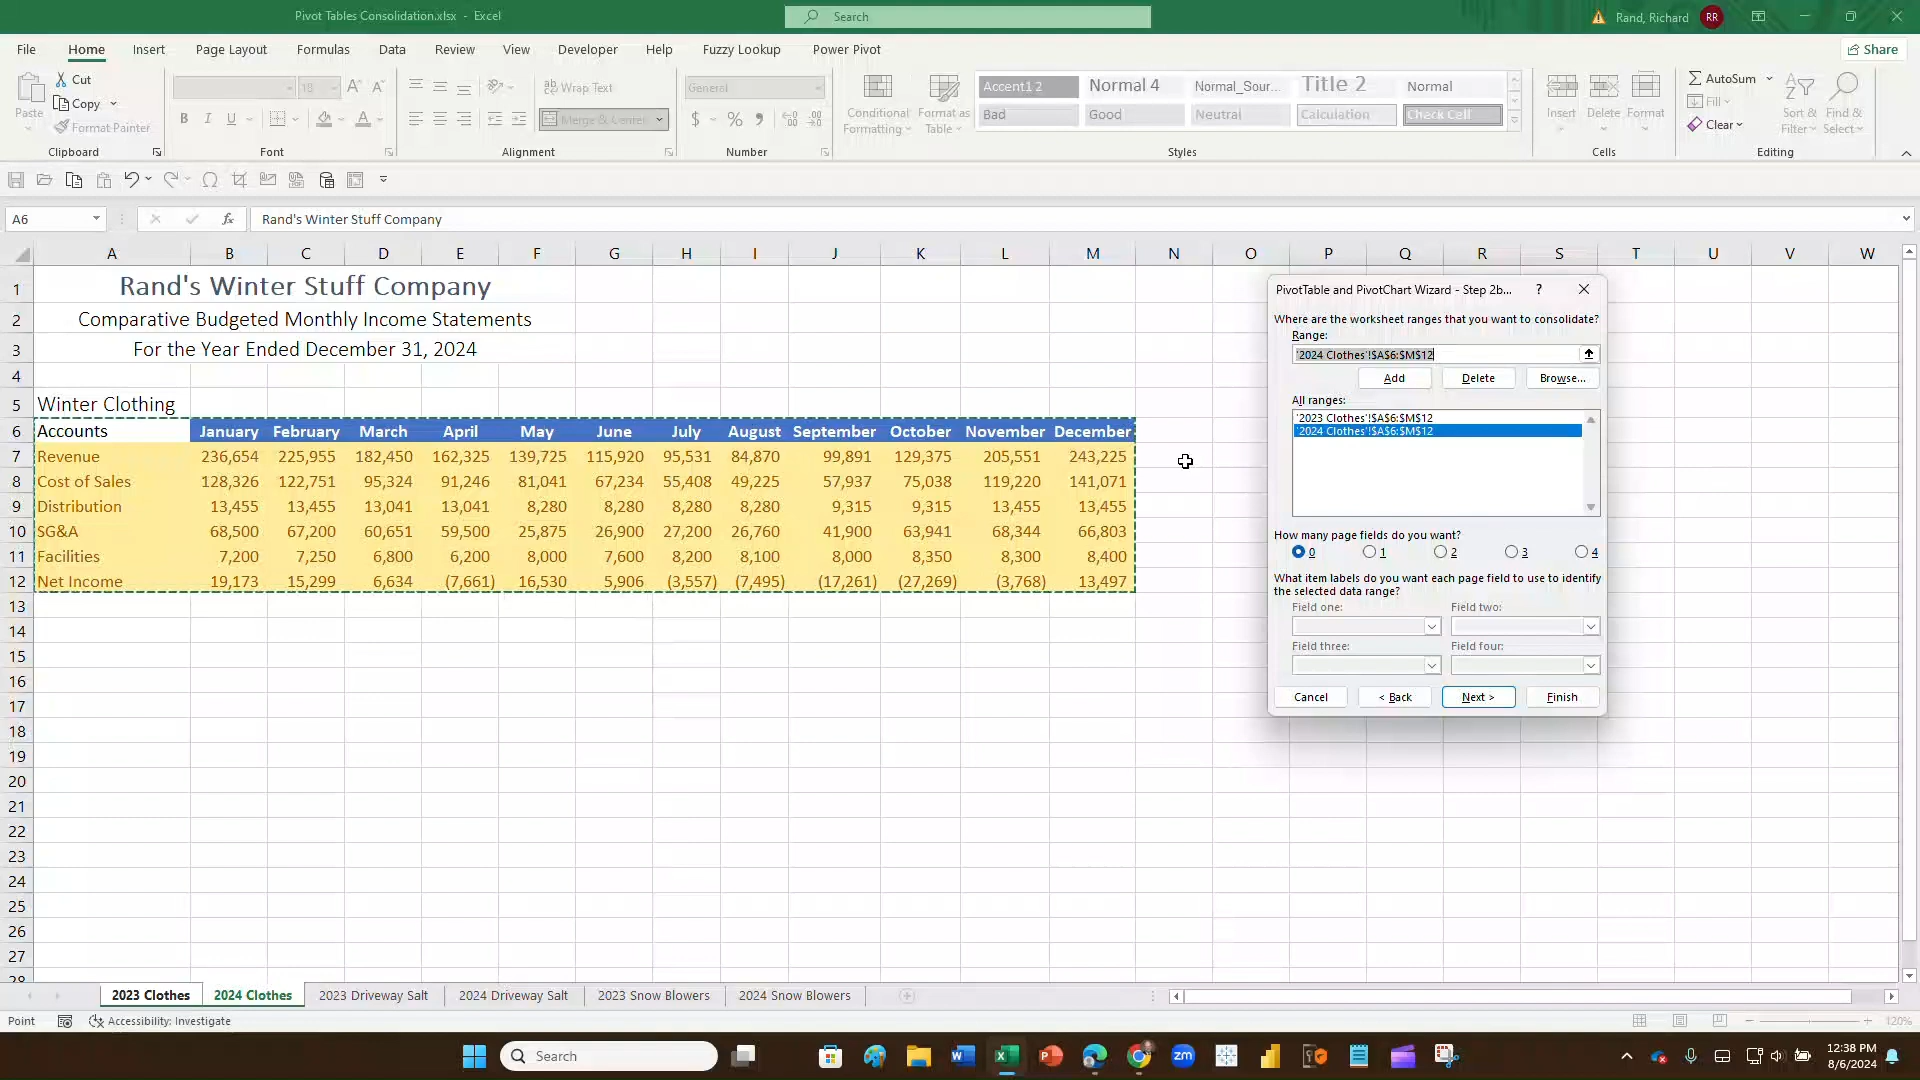 Pivot Tables Consolidation.xlsx - Excel
Search
Rand, Richard RR
File Home Insert Page Layout Formulas Data Review View Developer Help Fuzzy Lookup Power Pivot Share
Paste Cut Copy Format Painter
18
Wrap Text
Merge & Center
General
Conditional Formatting
Format as Table
Accent1 2 Normal 4 Normal_Sour... Title 2 Normal
Bad Good Neutral Calculation Check Cell
Insert Delete Format
AutoSum
Fill
Clear
Sort & Filter
Find & Select
Clipboard Font Alignment Number Styles Cells Editing
A6 fx Rand's Winter Stuff Company
A B C D E F G H I J K L M N O P Q R S T U V W
1 Rand's Winter Stuff Company
2 Comparative Budgeted Monthly Income Statements
3 For the Year Ended December 31, 2024
4
5 Winter Clothing
6 Accounts January February March April May June July August September October November December
7 Revenue 236,654 225,955 182,450 162,325 139,725 115,920 95,531 84,870 99,891 129,375 205,551 243,225
8 Cost of Sales 128,326 122,751 95,324 91,246 81,041 67,234 55,408 49,225 57,937 75,038 119,220 141,071
9 Distribution 13,455 13,455 13,041 13,041 8,280 8,280 8,280 8,280 9,315 9,315 13,455 13,455
10 SG&A 68,500 67,200 60,651 59,500 25,875 26,900 27,200 26,760 41,900 63,941 68,344 66,803
11 Facilities 7,200 7,250 6,800 6,200 8,000 7,600 8,200 8,100 8,000 8,350 8,300 8,400
12 Net Income 19,173 15,299 6,634 (7,661) 16,530 5,906 (3,557) (7,495) (17,261) (27,269) (3,768) 13,497
13
14
15
16
17
18
19
20
21
22
23
24
25
26
27
28
PivotTable and PivotChart Wizard - Step 2b... ?
Where are the worksheet ranges that you want to consolidate?
Range:
'2024 Clothes'!$A$6:$M$12
Add Delete Browse...
All ranges:
'2023 Clothes'!$A$6:$M$12
'2024 Clothes'!$A$6:$M$12
How many page fields do you want?
0 1 2 3 4
What item labels do you want each page field to use to identify
the selected data range?
Field one: Field two:
Field three: Field four:
Cancel < Back Next > Finish
2023 Clothes 2024 Clothes 2023 Driveway Salt 2024 Driveway Salt 2023 Snow Blowers 2024 Snow Blowers
Point Accessibility: Investigate 120%
Search
12:38 PM
8/6/2024